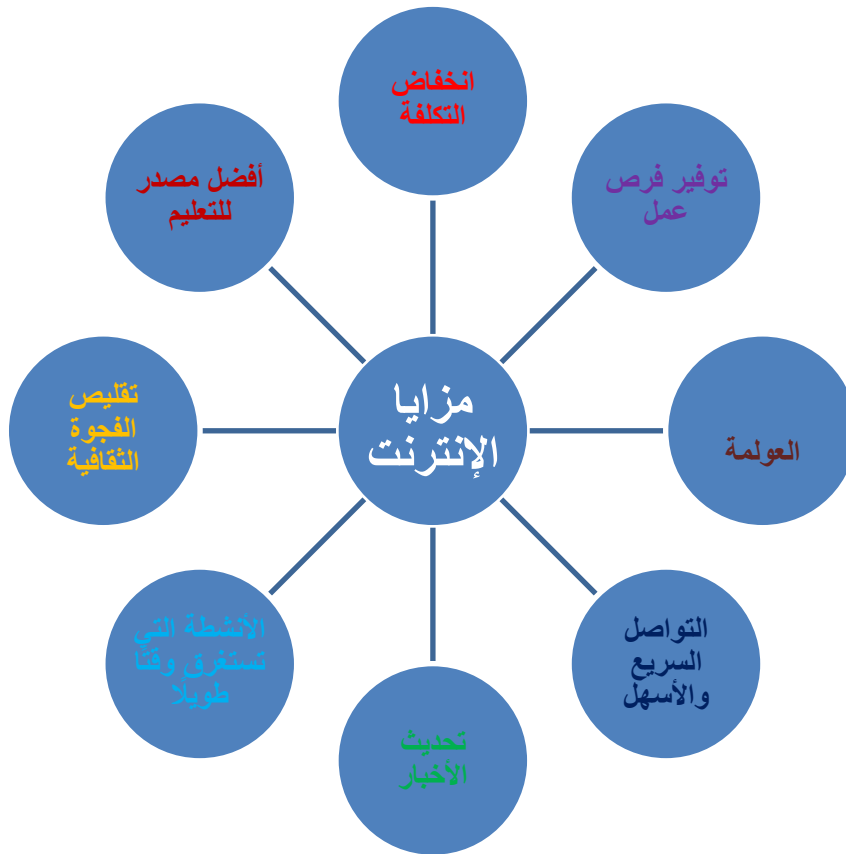 مزايا
الإنترنت
انخفاض
التكلفة
توفير فرص
عمل
العولمة
التواصل
السريع
والأسهل
تحديث
الأخبار
الأنشطة التي
تستغرق وقتا
طويلا
تقليص
الفجوة
الثقافية
أفضل مصدر
للتعليم